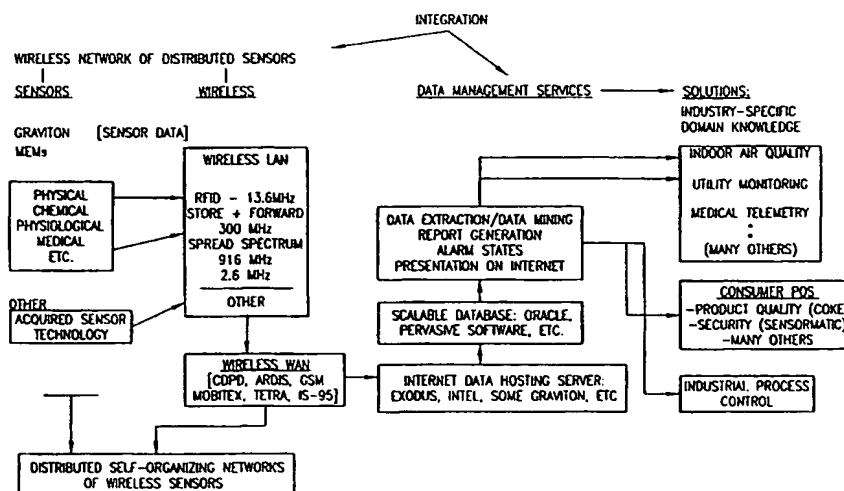 INTEGRATION
WIRELESS NETWORK OF DISTRIBUTED SENSORS
SENSORS
WIRELESS
DATA MANAGEMENT SERVICES
SOLUTIONS:
INDUSTRY-SPECIFIC
DOMAIN KNOWLEDGE
GRAVITON
MEMs
[SENSOR DATA]
PHYSICAL
CHEMICAL
PHYSIOLOGICAL
MEDICAL
ETC.
OTHER
ACQUIRED SENSOR
TECHNOLOGY
WIRELESS LAN
RFID - 13.6MHz
STORE + FORWARD
300 MHz
SPREAD SPECTRUM
916 MHz
2.6 MHz
OTHER
WIRELESS WAN
[CDPD, ARDIS, GSM
MOBITEX, TETRA, IS-95]
DISTRIBUTED SELF-ORGANIZING NETWORKS
OF WIRELESS SENSORS
DATA EXTRACTION/DATA MINING
REPORT GENERATION
ALARM STATES
PRESENTATION ON INTERNET
SCALABLE DATABASE: ORACLE,
PERVASIVE SOFTWARE, ETC.
INTERNET DATA HOSTING SERVER:
EXODUS, INTEL, SOME GRAVITON, ETC
INDOOR AIR QUALITY
UTILITY MONITORING
MEDICAL TELEMETRY
(MANY OTHERS)
CONSUMER POS
-PRODUCT QUALITY (COKE)
-SECURITY (SENSORMATIC)
-MANY OTHERS
INDUSTRIAL PROCESS
CONTROL